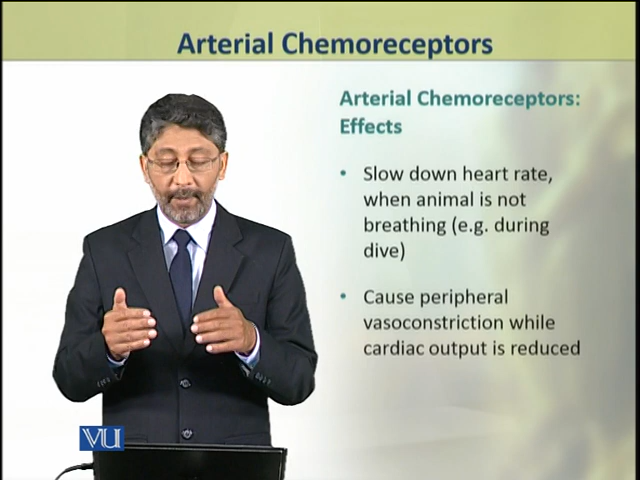 Arterial Chemoreceptors
Arterial Chemoreceptors:
Effects
• Slow down heart rate,
when animal is not
breathing (e.g. during
dive)
• Cause peripheral
vasoconstriction while
cardiac output is reduced
VU